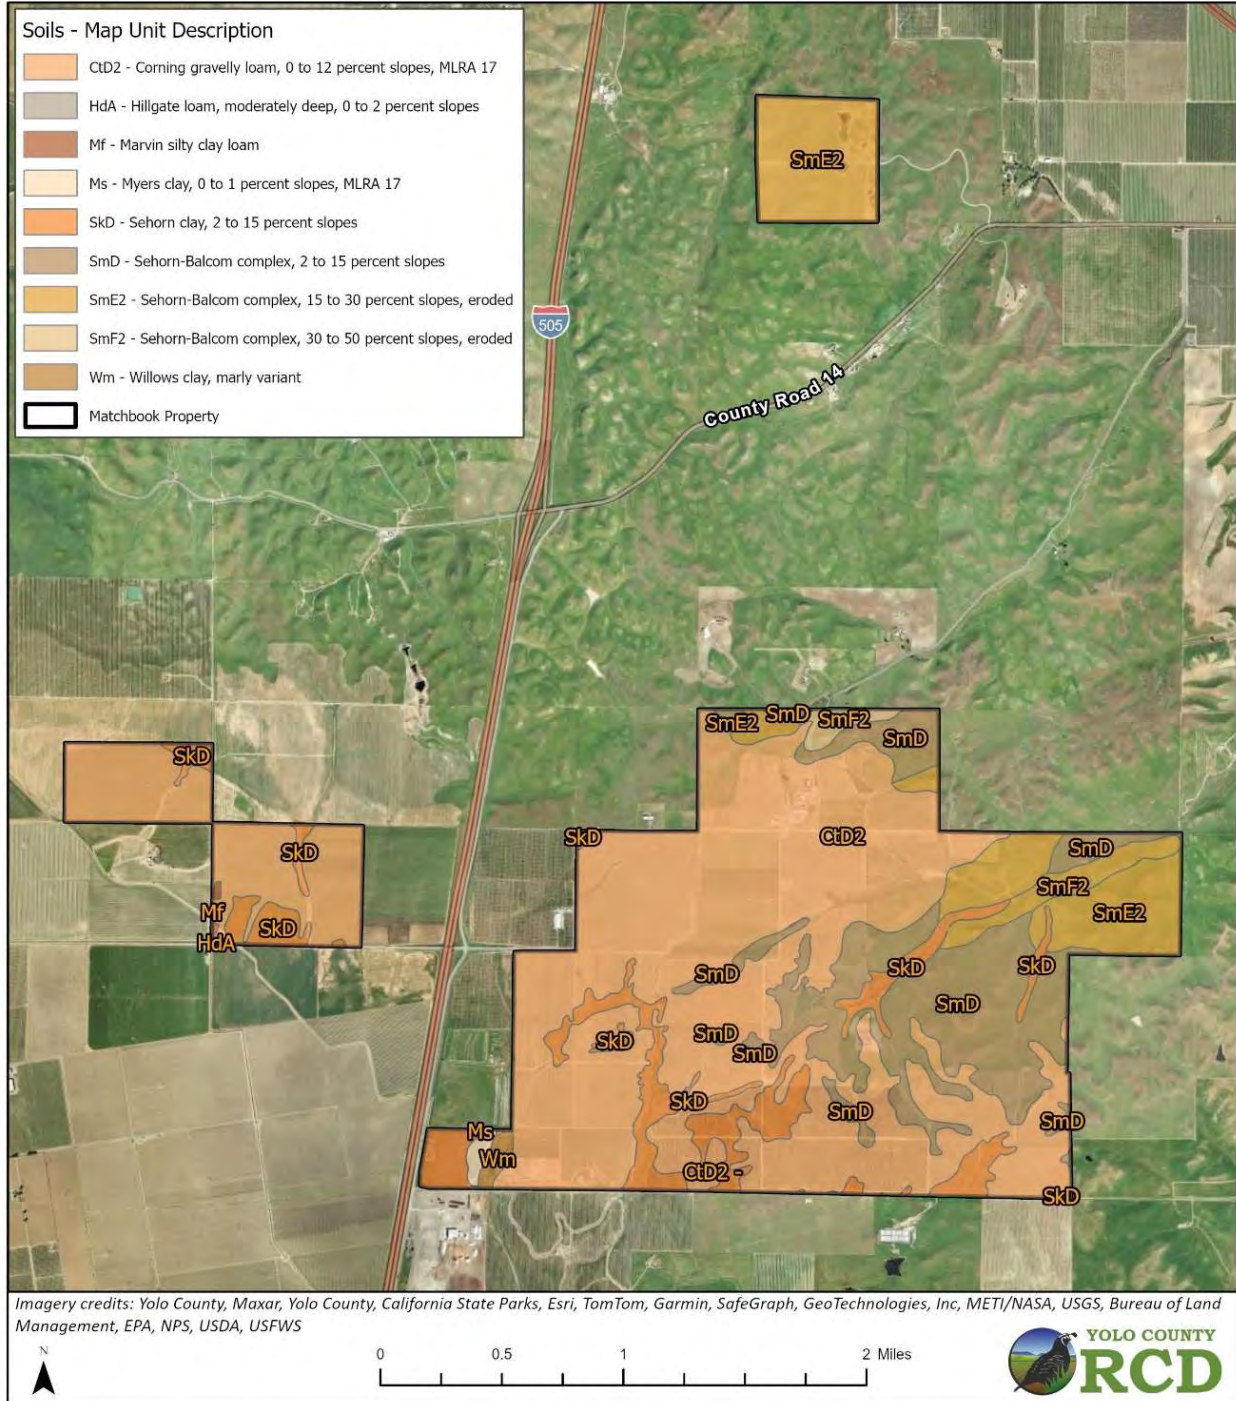 Soils - Map Unit Description
CtD2 - Corning gravelly loam, 0 to 12 percent slopes, MLRA 17
HdA - Hillgate loam, moderately deep, 0 to 2 percent slopes
Mf - Marvin silty clay loam
Ms - Myers clay, 0 to 1 percent slopes, MLRA 17
SkD - Sehorn clay, 2 to 15 percent slopes
SmD - Sehorn-Balcom complex, 2 to 15 percent slopes
SmE2 - Sehorn-Balcom complex, 15 to 30 percent slopes, eroded
SmF2 - Sehorn-Balcom complex, 30 to 50 percent slopes, eroded
Wm - Willows clay, marly variant
Matchbook Property
SmE2
505
County Road 14
SmE2
SmD
SmF2
SmD
SkD
SkD
CtD2
SmD
SkD
SmF2
SmE2
Mf
SkD
HdA
SmD
SkD
SkD
SmD
SkD
SmD
SmD
SkD
SmD
SmD
Ms
Wm
CtD2 -
SkD
Imagery credits: Yolo County, Maxar, Yolo County, California State Parks, Esri, TomTom, Garmin, SafeGraph, GeoTechnologies, Inc, METI/NASA, USGS, Bureau of Land
Management, EPA, NPS, USDA, USFWS
N
0 0.5 1 2 Miles
YOLO COUNTY
RCD